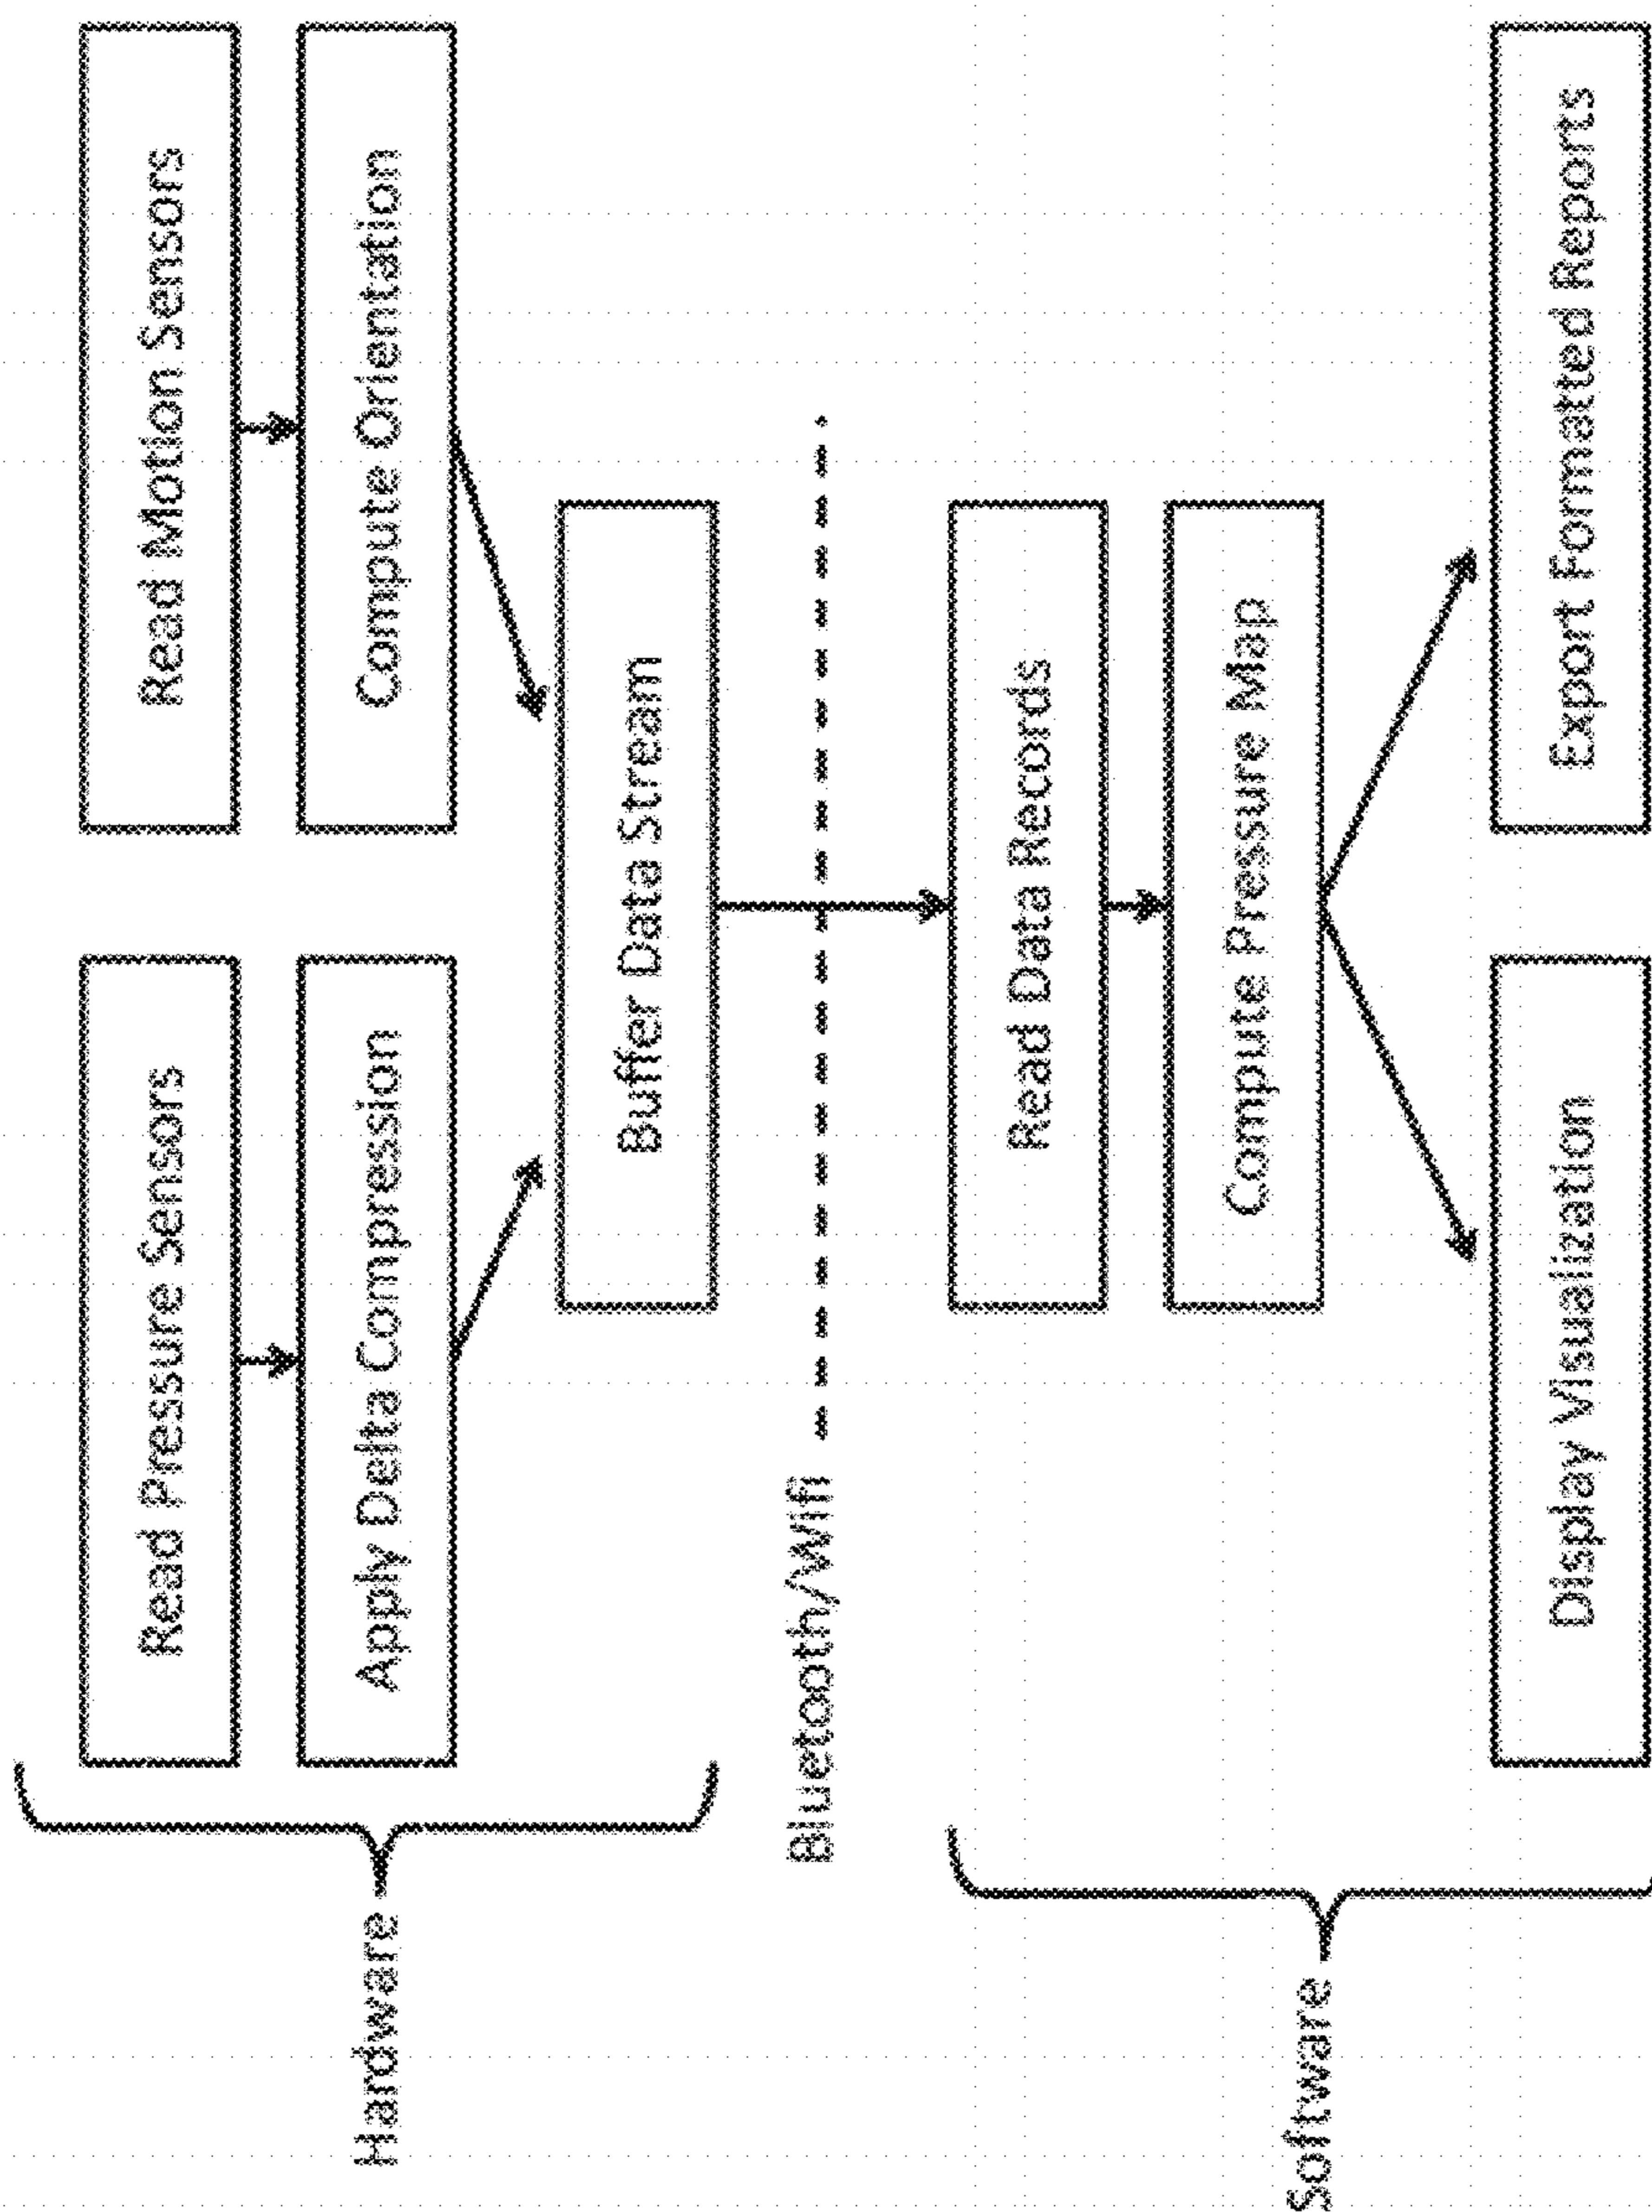 Hardware
Read Pressure Sensors
Read Motion Sensors
Apply Delta Compression
Compute Orientation
Buffer Data Stream
Bluetooth/Wifi
Software
Read Data Records
Compute Pressure Map
Display Visualization
Export Formatted Reports